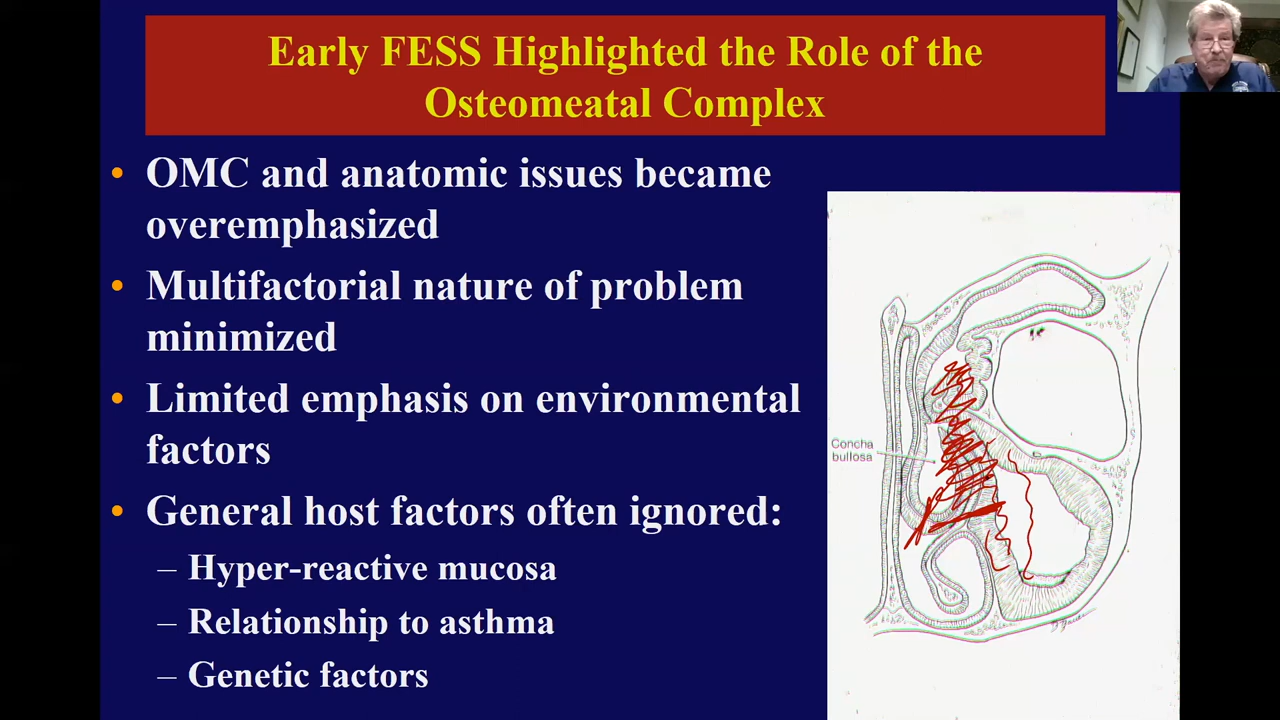 Early FESS Highlighted the Role of the
Osteomeatal Complex
• OMC and anatomic issues became
overemphasized
• Multifactorial nature of problem
minimized
• Limited emphasis on environmental
factors
• General host factors often ignored:
– Hyper-reactive mucosa
– Relationship to asthma
– Genetic factors
Concha
bullosa